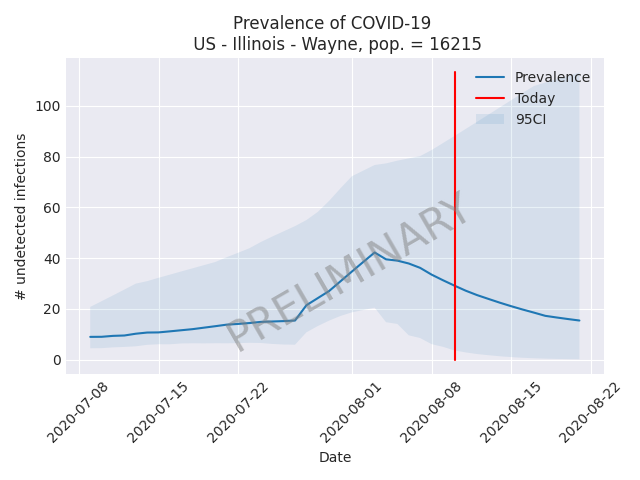 Prevalence of COVID-19
US - Illinois - Wayne, pop. = 16215
# undetected infections
100
80
60
40
20
0
Prevalence
Today
95CI
PRELIMINARY
2020-07-08
2020-07-15
2020-07-22
2020-08-01
2020-08-08
2020-08-15
2020-08-22
Date